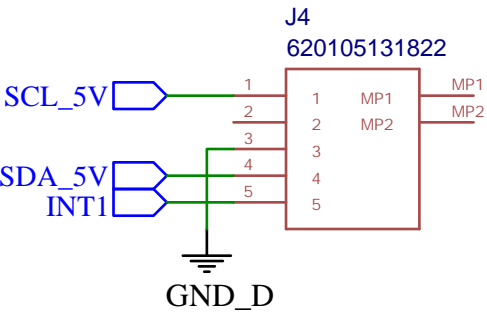 J4
620105131822
SCL_5V 1 1 MP1 MP1
2 2 MP2 MP2
3 3
SDA_5V 4 4
INT1 5 5
GND_D